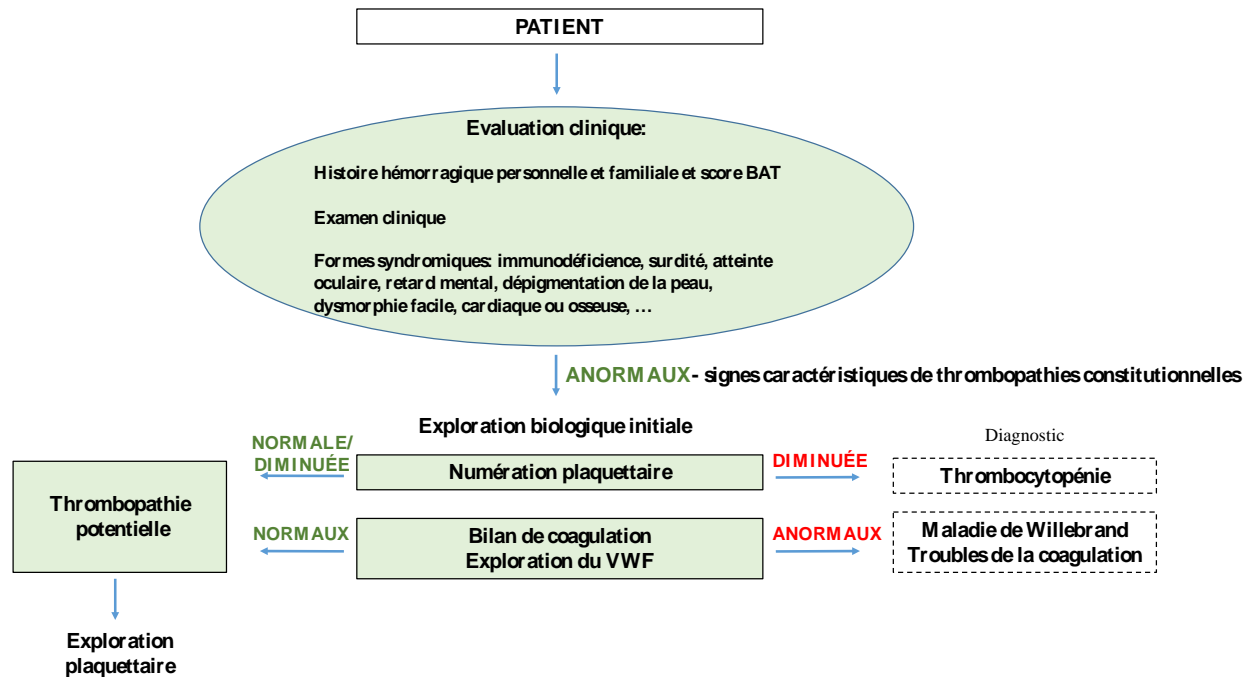 PATIENT
Evaluation clinique:
Histoire hémorragique personnelle et familiale et score BAT
Examen clinique
Formes syndromiques: immunodéficience, surdité, atteinte
oculaire, retard mental, dépigmentation de la peau,
dysmorphie facile, cardiaque ou osseuse, …
ANORMAUX- signes caractéristiques de thrombopathies constitutionnelles
Exploration biologique initiale
Diagnostic
NORMALE/
DIMINUÉE
Numération plaquettaire
DIMINUÉE
Thrombocytopénie
Thrombopathie
potentielle
NORMAUX
Bilan de coagulation
Exploration du VWF
ANORMAUX
Maladie de Willebrand
Troubles de la coagulation
Exploration
plaquettaire